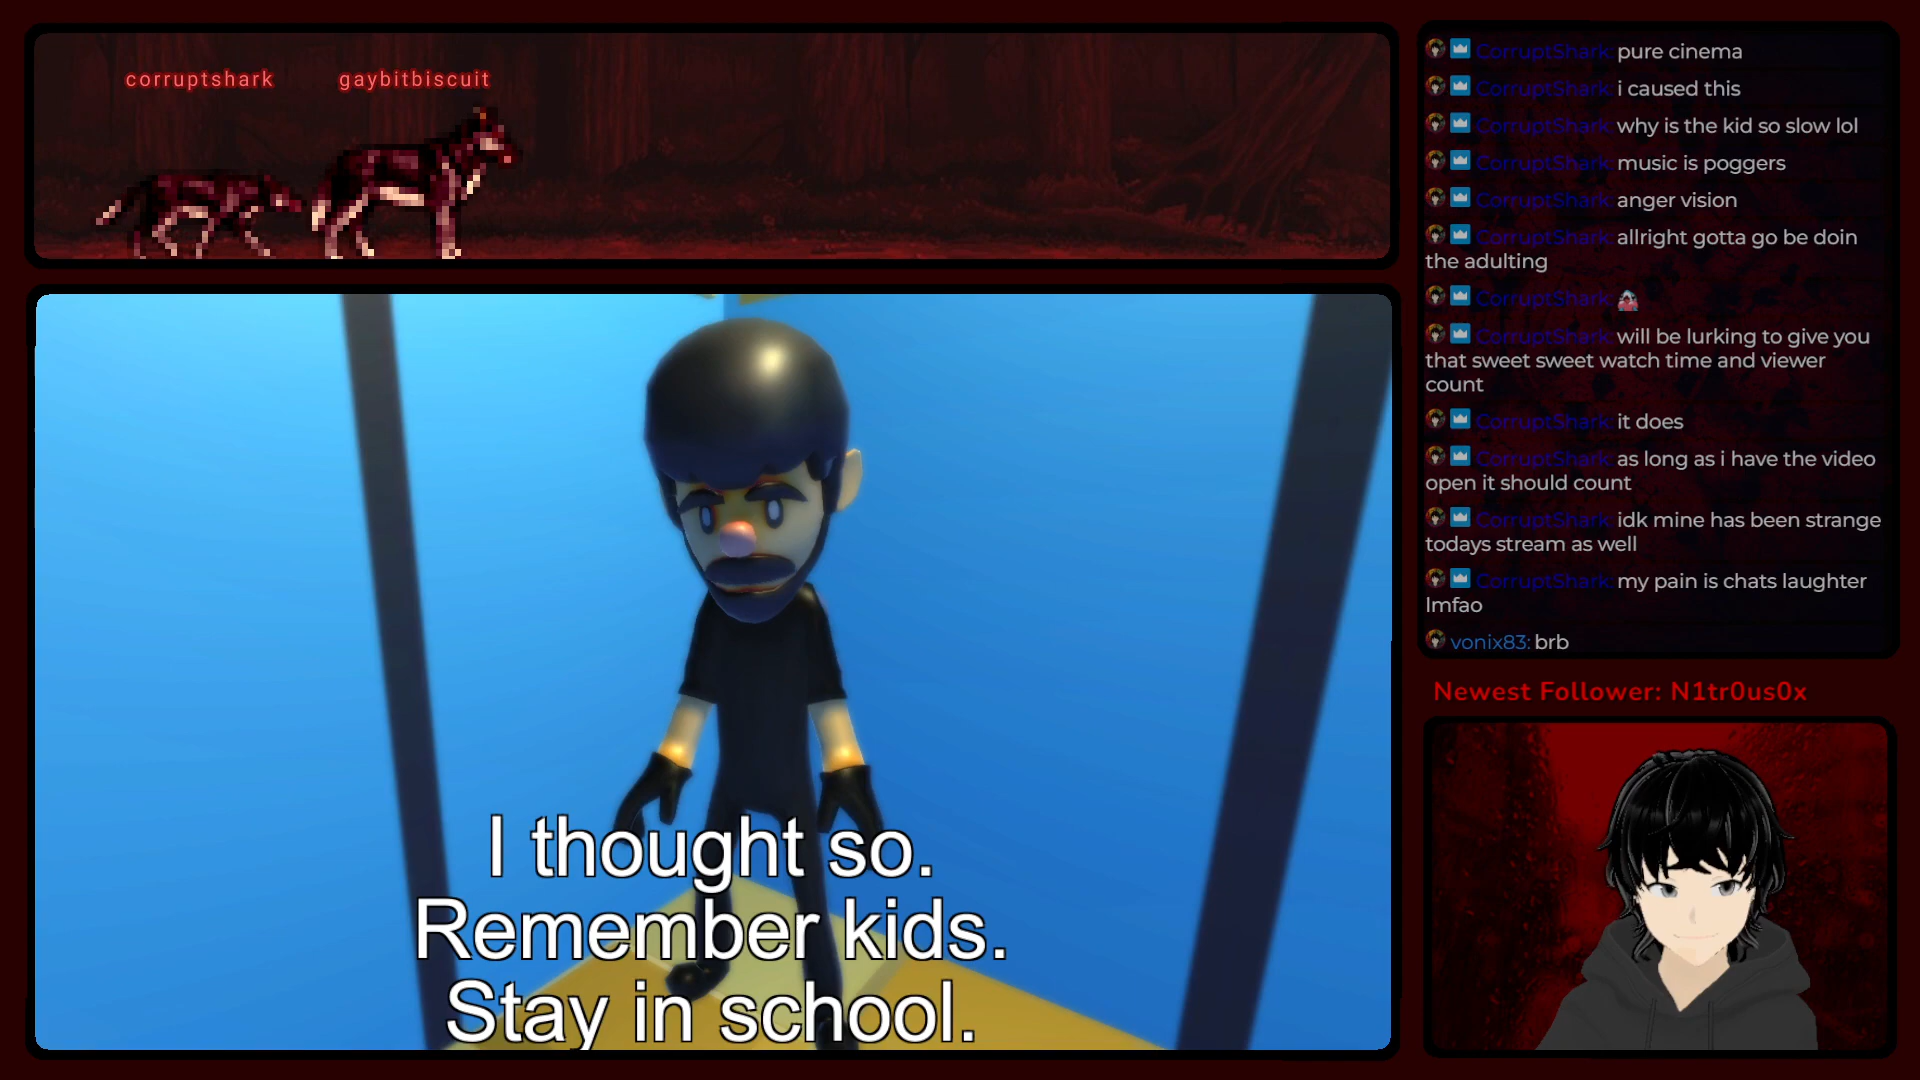 corruptshark
gaybitbiscuit
I thought so.
Remember kids.
Stay in school.
CorruptShark: pure cinema
CorruptShark: i caused this
CorruptShark: why is the kid so slow lol
CorruptShark: music is poggers
CorruptShark: anger vision
CorruptShark: allright gotta go be doin
the adulting
CorruptShark:
CorruptShark: will be lurking to give you
that sweet sweet watch time and viewer
count
CorruptShark: it does
CorruptShark: as long as i have the video
open it should count
CorruptShark: idk mine has been strange
todays stream as well
CorruptShark: my pain is chats laughter
lmfao
vonix83: brb
Newest Follower: N1tr0us0x